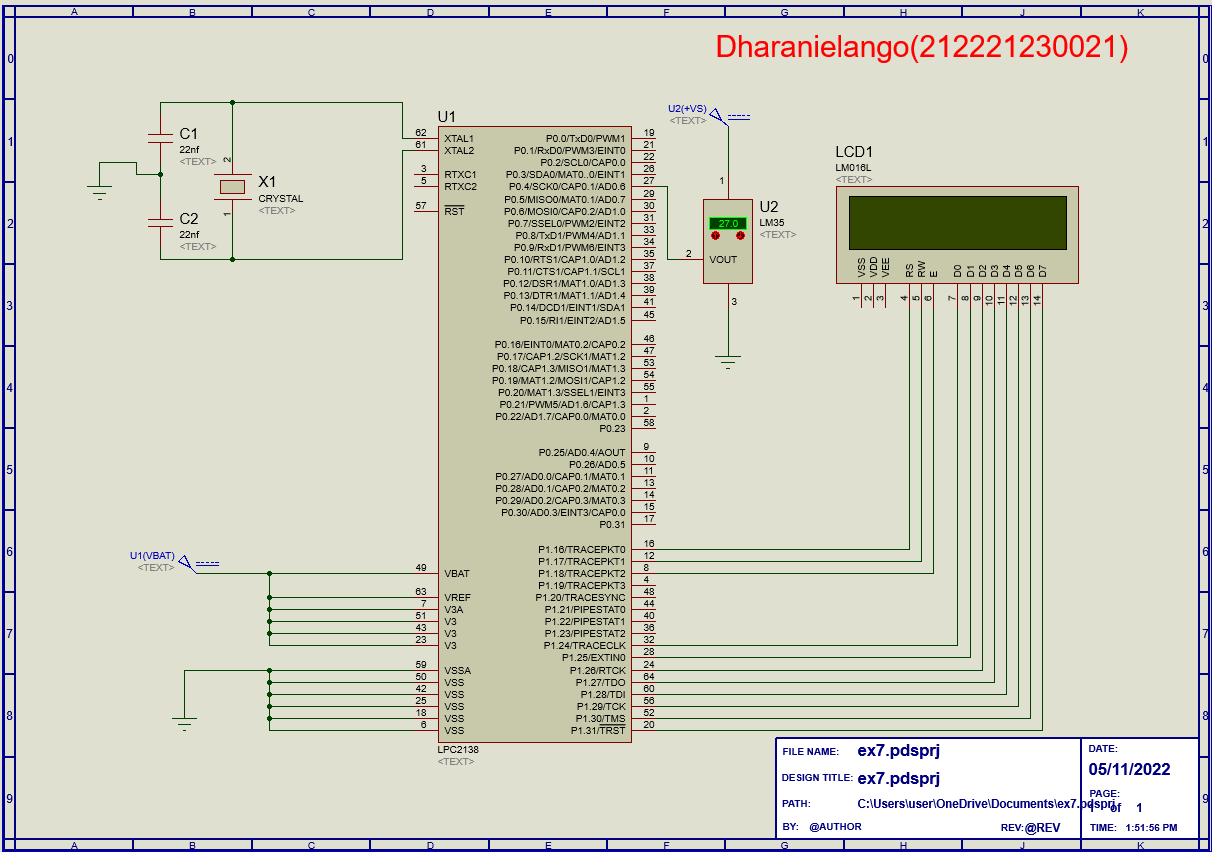 A B C D E F G H J K
Dharanielango(212221230021)
0 0
1 1
2 2
3 3
4 4
5 5
6 6
7 7
8 8
9 9
C1
22nf
<TEXT>
C2
22nf
<TEXT>
2
X1
CRYSTAL
<TEXT>
1
U1
62 XTAL1
61 XTAL2
3 RTXC1
5 RTXC2
57 RST
49 VBAT
63 VREF
7 V3A
51 V3
43 V3
23 V3
59 VSSA
50 VSS
42 VSS
25 VSS
18 VSS
6 VSS
P0.0/TxD0/PWM1 19
P0.1/RxD0/PWM3/EINT0 21
P0.2/SCL0/CAP0.0 22
P0.3/SDA0/MAT0..0/EINT1 26
P0.4/SCK0/CAP0.1/AD0.6 27
P0.5/MISO0/MAT0.1/AD0.7 29
P0.6/MOSI0/CAP0.2/AD1.0 30
P0.7/SSEL0/PWM2/EINT2 31
P0.8/TxD1/PWM4/AD1.1 33
P0.9/RxD1/PWM6/EINT3 34
P0.10/RTS1/CAP1.0/AD1.2 35
P0.11/CTS1/CAP1.1/SCL1 37
P0.12/DSR1/MAT1.0/AD1.3 38
P0.13/DTR1/MAT1.1/AD1.4 39
P0.14/DCD1/EINT1/SDA1 41
P0.15/RI1/EINT2/AD1.5 45
P0.16/EINT0/MAT0.2/CAP0.2 46
P0.17/CAP1.2/SCK1/MAT1.2 47
P0.18/CAP1.3/MISO1/MAT1.3 53
P0.19/MAT1.2/MOSI1/CAP1.2 54
P0.20/MAT1.3/SSEL1/EINT3 55
P0.21/PWM5/AD1.6/CAP1.3 1
P0.22/AD1.7/CAP0.0/MAT0.0 2
P0.23 58
P0.25/AD0.4/AOUT 9
P0.26/AD0.5 10
P0.27/AD0.0/CAP0.1/MAT0.1 11
P0.28/AD0.1/CAP0.2/MAT0.2 13
P0.29/AD0.2/CAP0.3/MAT0.3 14
P0.30/AD0.3/EINT3/CAP0.0 15
P0.31 17
P1.16/TRACEPKT0 16
P1.17/TRACEPKT1 12
P1.18/TRACEPKT2 8
P1.19/TRACEPKT3 4
P1.20/TRACESYNC 48
P1.21/PIPESTAT0 44
P1.22/PIPESTAT1 40
P1.23/PIPESTAT2 36
P1.24/TRACECLK 32
P1.25/EXTIN0 28
P1.26/RTCK 24
P1.27/TDO 64
P1.28/TDI 60
P1.29/TCK 56
P1.30/TMS 52
P1.31/TRST 20
LPC2138
<TEXT>
U1(VBAT)
<TEXT>
U2(+VS)
<TEXT>
1
27.0
2 VOUT
3
U2
LM35
<TEXT>
LCD1
LM016L
<TEXT>
VSS VDD VEE RS RW E D0 D1 D2 D3 D4 D5 D6 D7
1 2 3 4 5 6 7 8 9 10 11 12 13 14
FILE NAME: ex7.pdsprj
DESIGN TITLE: ex7.pdsprj
PATH: C:\Users\user\OneDrive\Documents\ex7.pdsprj
BY: @AUTHOR REV:@REV
DATE:
05/11/2022
PAGE:
of 1
TIME: 1:51:56 PM
A B C D E F G H J K